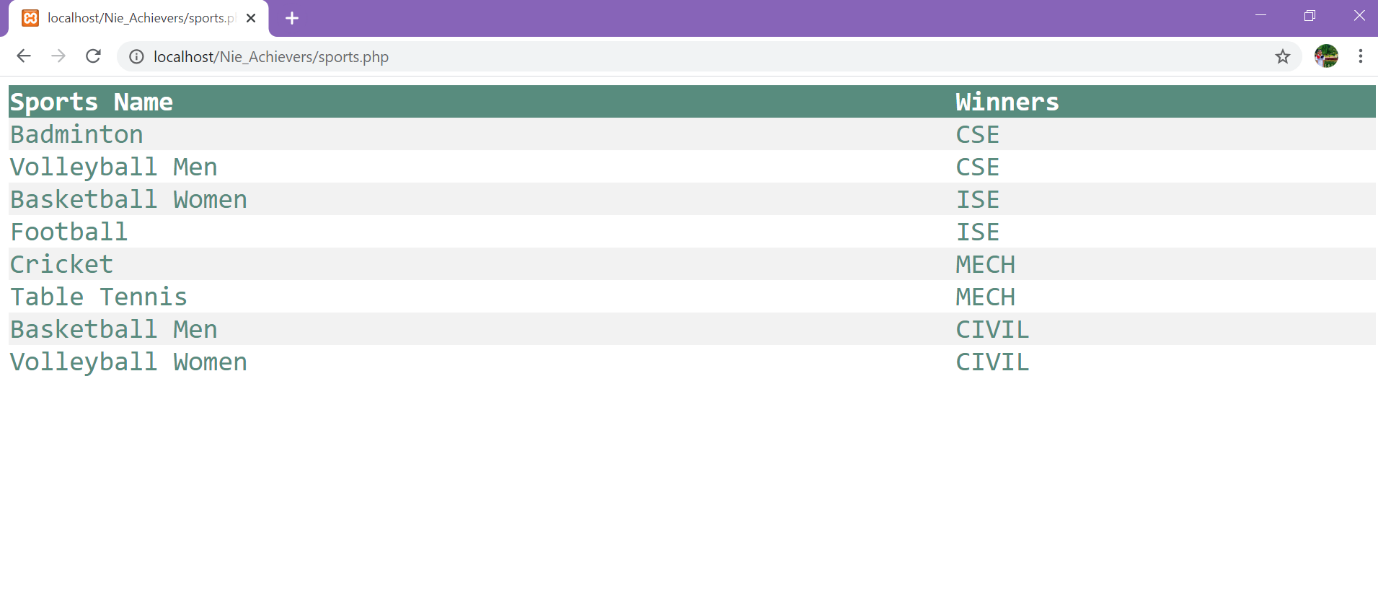 localhost/Nie_Achievers/sports.p
localhost/Nie_Achievers/sports.php
Sports Name Winners
Badminton CSE
Volleyball Men CSE
Basketball Women ISE
Football ISE
Cricket MECH
Table Tennis MECH
Basketball Men CIVIL
Volleyball Women CIVIL